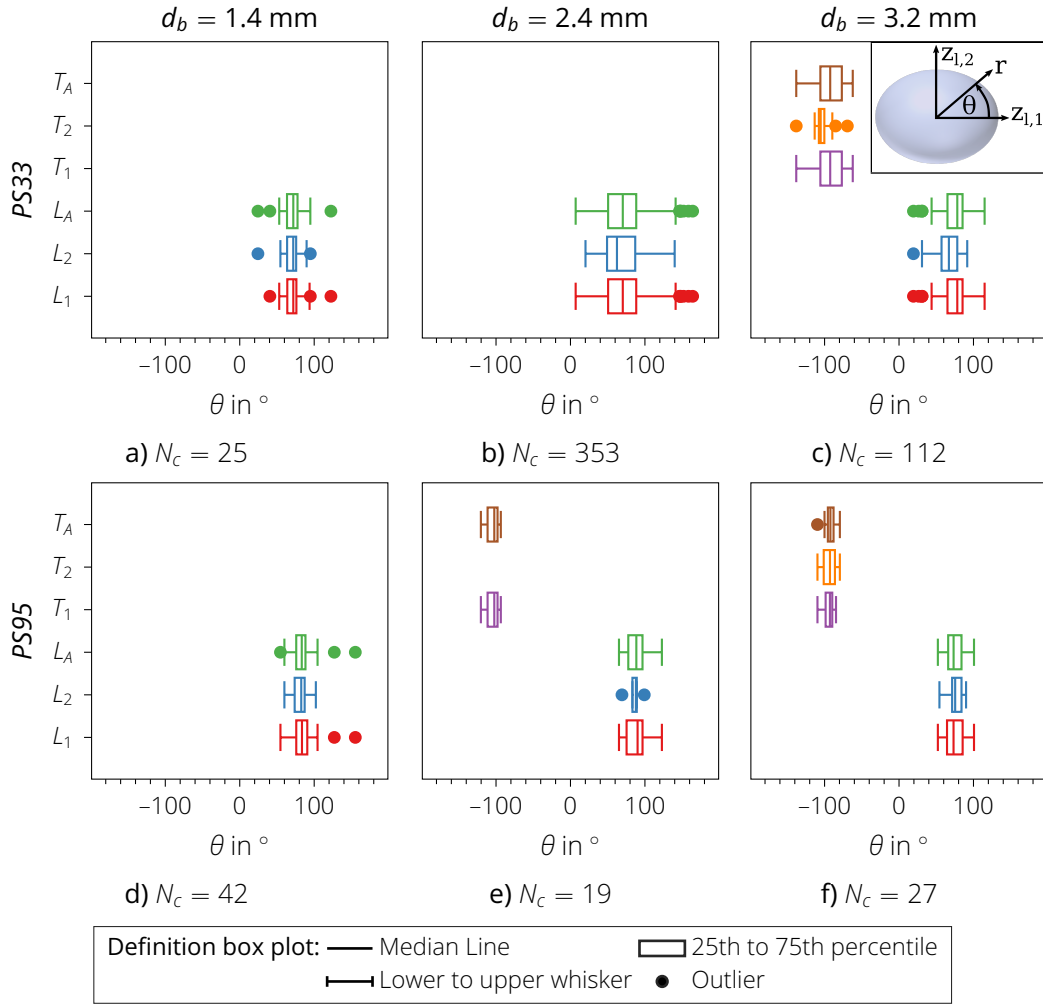 d_b = 1.4 mm d_b = 2.4 mm d_b = 3.2 mm
PS33
T_A
T_2
T_1
L_A
L_2
L_1
z_l,2
r
θ
z_l,1
−100 0 100 −100 0 100 −100 0 100
θ in ° θ in ° θ in °
a) N_c = 25 b) N_c = 353 c) N_c = 112
PS95
T_A
T_2
T_1
L_A
L_2
L_1
−100 0 100 −100 0 100 −100 0 100
θ in ° θ in ° θ in °
d) N_c = 42 e) N_c = 19 f) N_c = 27
Definition box plot: Median Line 25th to 75th percentile
Lower to upper whisker Outlier